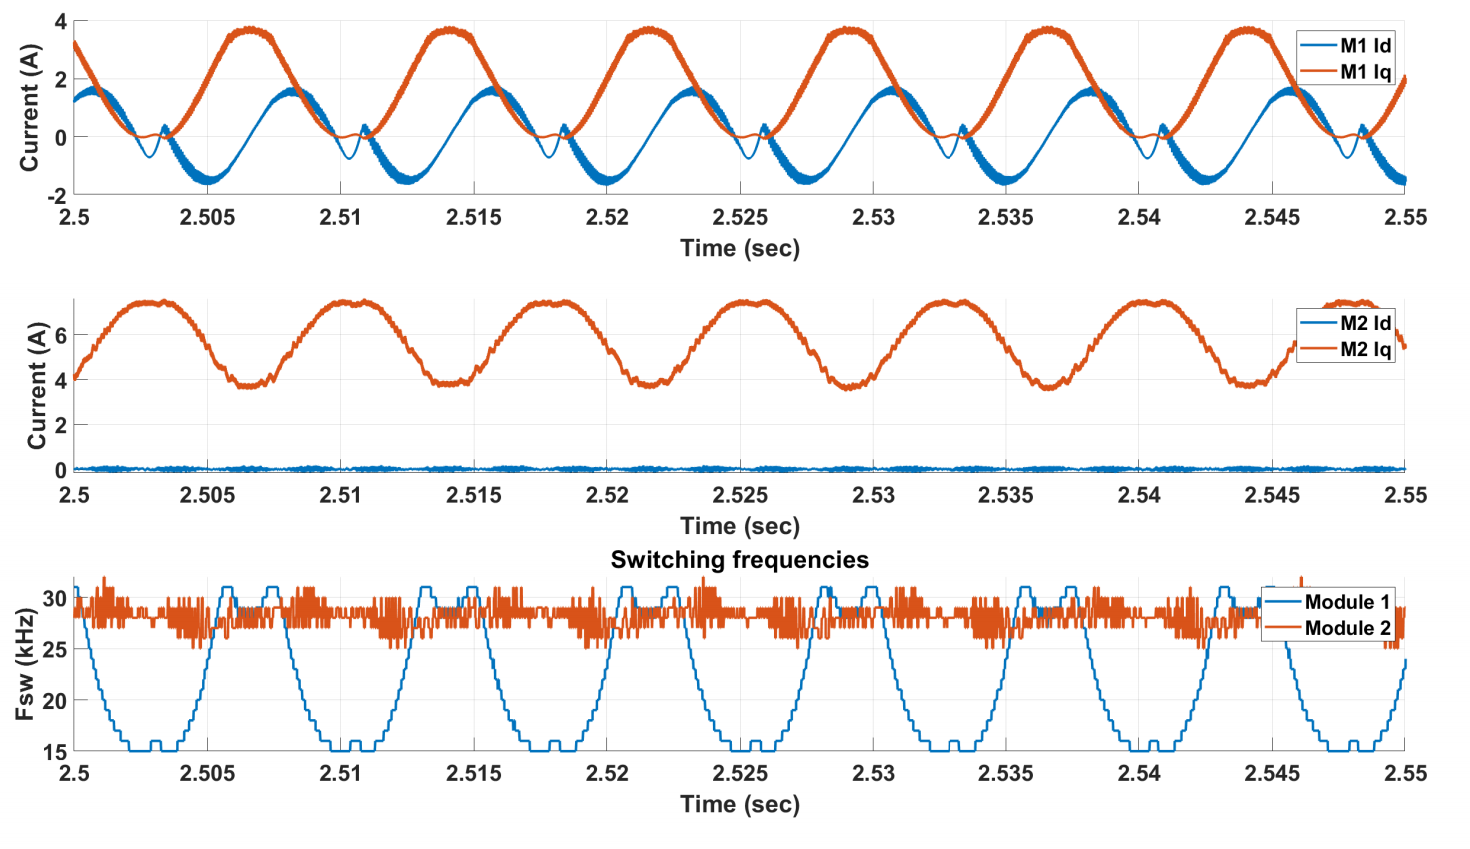 4
2
0
-2
Current (A)
M1 Id
M1 Iq
2.5 2.505 2.51 2.515 2.52 2.525 2.53 2.535 2.54 2.545 2.55
Time (sec)
6
4
2
0
Current (A)
M2 Id
M2 Iq
2.5 2.505 2.51 2.515 2.52 2.525 2.53 2.535 2.54 2.545 2.55
Time (sec)
Switching frequencies
30
25
20
15
Fsw (kHz)
Module 1
Module 2
2.5 2.505 2.51 2.515 2.52 2.525 2.53 2.535 2.54 2.545 2.55
Time (sec)